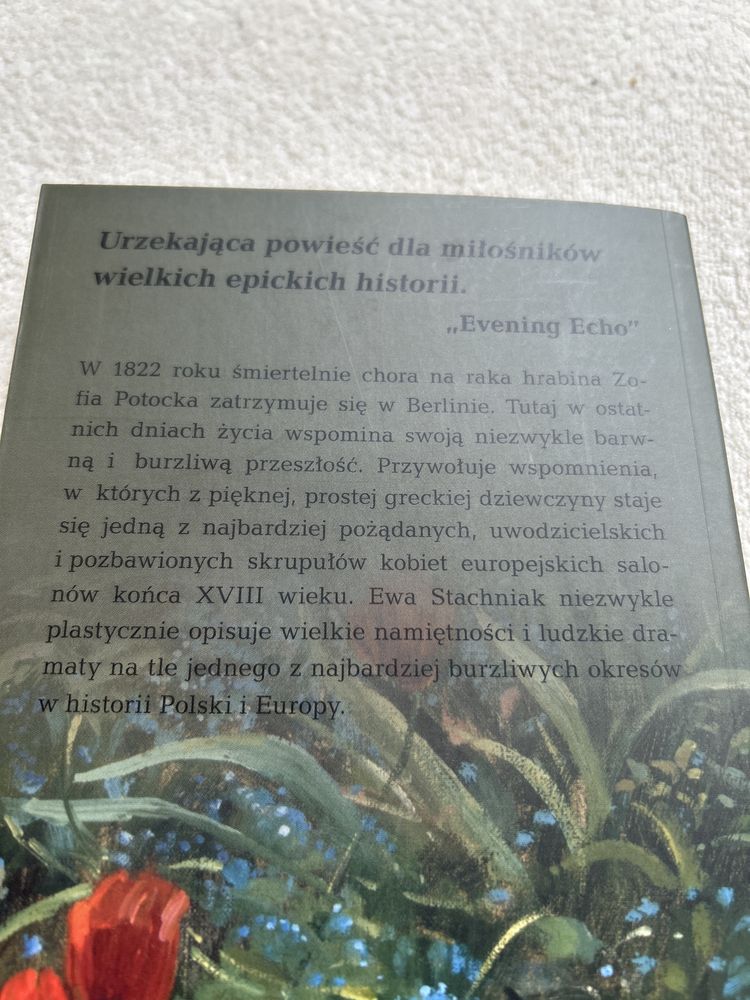 Urzekająca powieść dla miłośników
wielkich epickich historii.
„Evening Echo”
W 1822 roku śmiertelnie chora na raka hrabina Zo-
fia Potocka zatrzymuje się w Berlinie. Tutaj w ostat-
nich dniach życia wspomina swoją niezwykle barw-
ną i burzliwą przeszłość. Przywołuje wspomnienia,
w których z pięknej, prostej greckiej dziewczyny staje
się jedną z najbardziej pożądanych, uwodzicielskich
i pozbawionych skrupułów kobiet europejskich salo-
nów końca XVIII wieku. Ewa Stachniak niezwykle
plastycznie opisuje wielkie namiętności i ludzkie dra-
maty na tle jednego z najbardziej burzliwych okresów
w historii Polski i Europy.